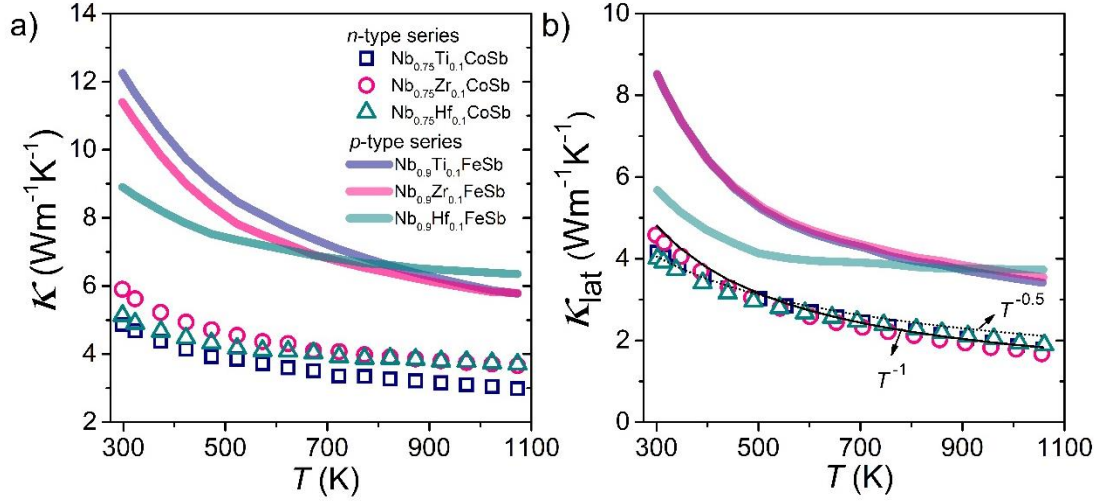 a)
14
12
10
8
6
4
2
κ (Wm⁻¹K⁻¹)
n-type series
Nb₀.₇₅Ti₀.₁CoSb
Nb₀.₇₅Zr₀.₁CoSb
Nb₀.₇₅Hf₀.₁CoSb
p-type series
Nb₀.₉Ti₀.₁FeSb
Nb₀.₉Zr₀.₁FeSb
Nb₀.₉Hf₀.₁FeSb
300 500 700 900 1100
T (K)
b)
10
8
6
4
2
0
κlat (Wm⁻¹K⁻¹)
T⁻⁰·⁵
T⁻¹
300 500 700 900 1100
T (K)